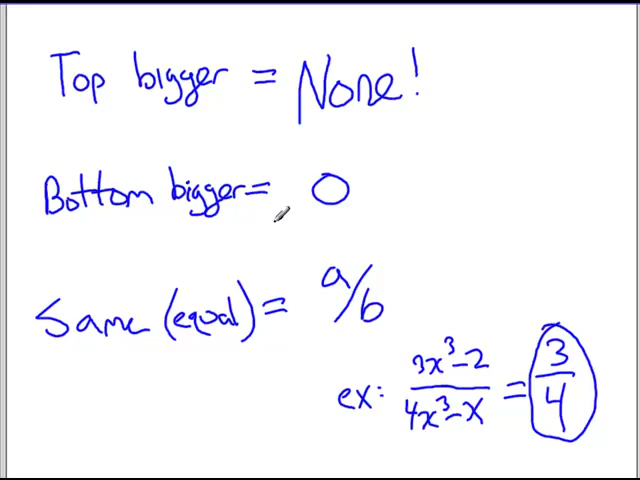 Top bigger = None!
Bottom bigger = 0
Same (equal) = a/b
ex: 3x³-2 / 4x³-x = 3/4